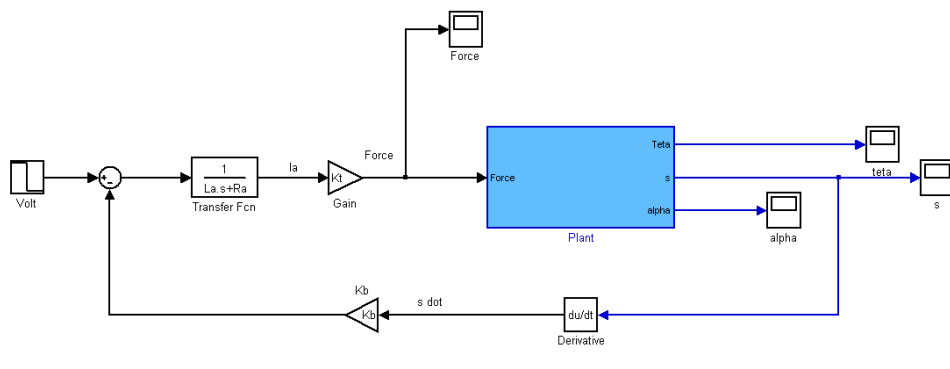 Force
Force
Ia
Volt
1
La.s+Ra
Transfer Fcn
Kt
Gain
Force
Teta
s
alpha
Plant
teta
s
alpha
Kb
Kb
s dot
du/dt
Derivative